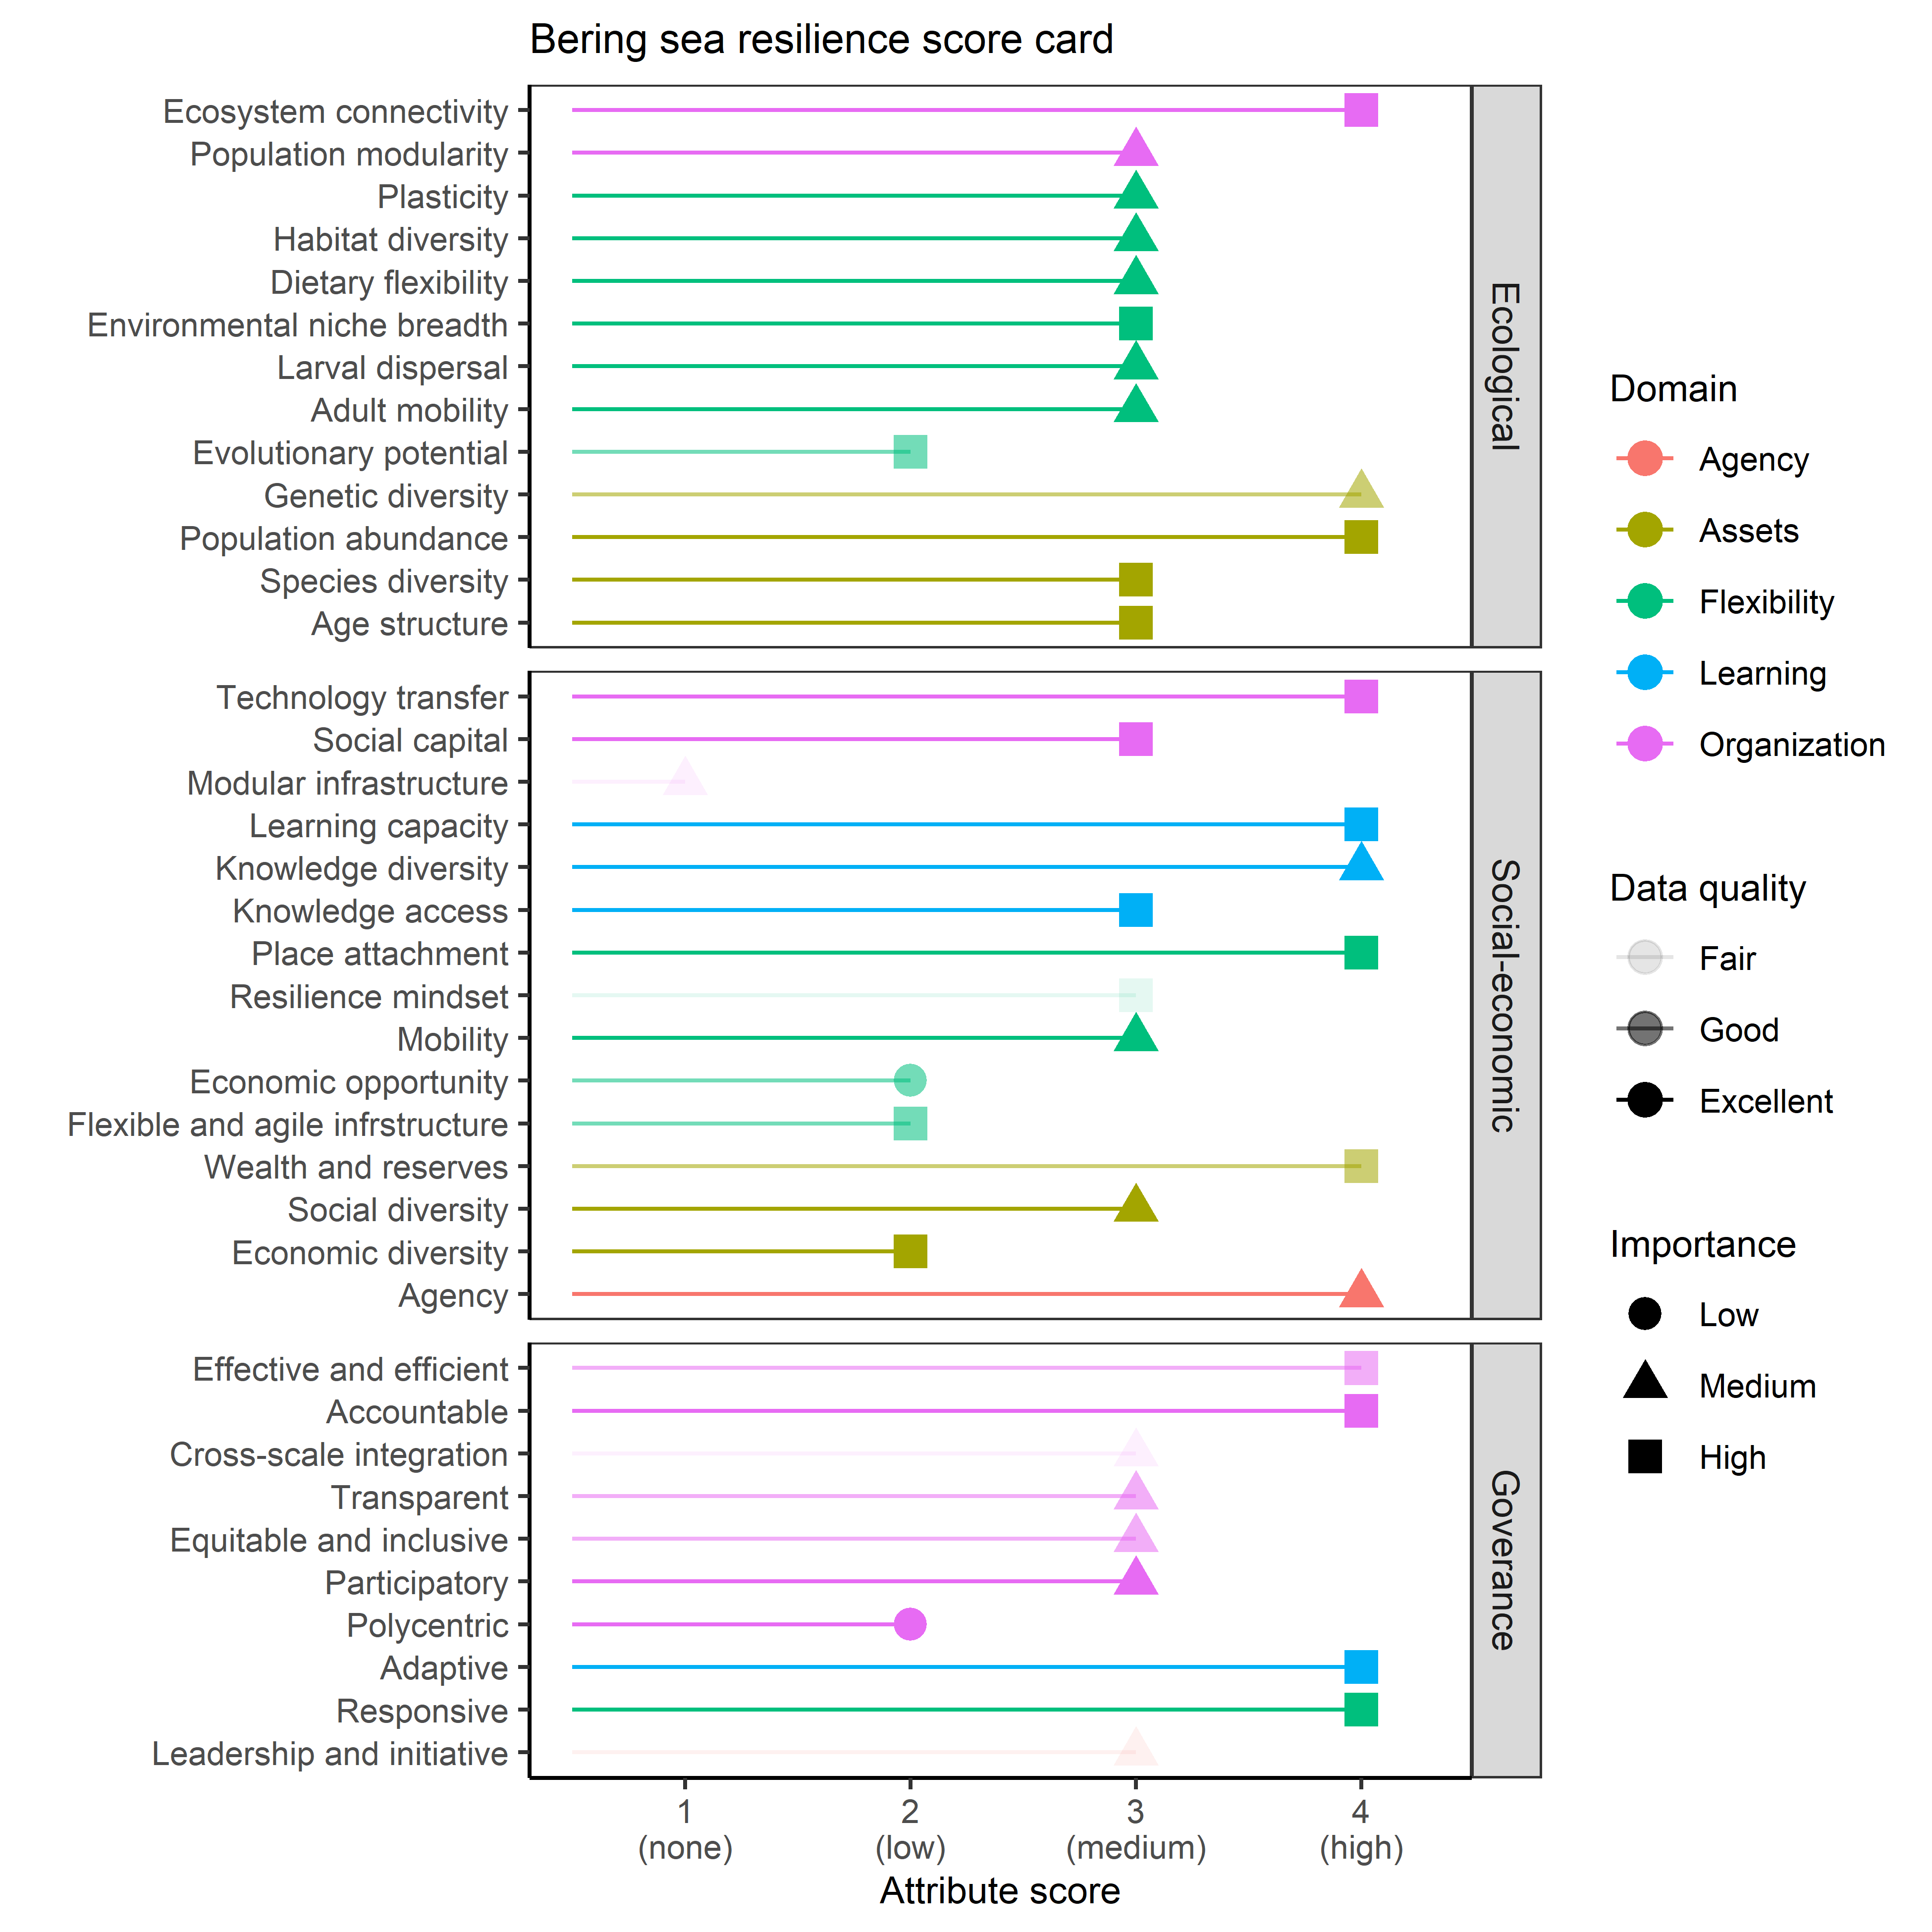 Bering sea resilience score card
Ecosystem connectivity
Population modularity
Plasticity
Habitat diversity
Dietary flexibility
Environmental niche breadth
Larval dispersal
Adult mobility
Evolutionary potential
Genetic diversity
Population abundance
Species diversity
Age structure
Ecological
Technology transfer
Social capital
Modular infrastructure
Learning capacity
Knowledge diversity
Knowledge access
Place attachment
Resilience mindset
Mobility
Economic opportunity
Flexible and agile infrstructure
Wealth and reserves
Social diversity
Economic diversity
Agency
Social-economic
Effective and efficient
Accountable
Cross-scale integration
Transparent
Equitable and inclusive
Participatory
Polycentric
Adaptive
Responsive
Leadership and initiative
Goverance
1 2 3 4
(none) (low) (medium) (high)
Attribute score
Domain
Agency
Assets
Flexibility
Learning
Organization
Data quality
Fair
Good
Excellent
Importance
Low
Medium
High